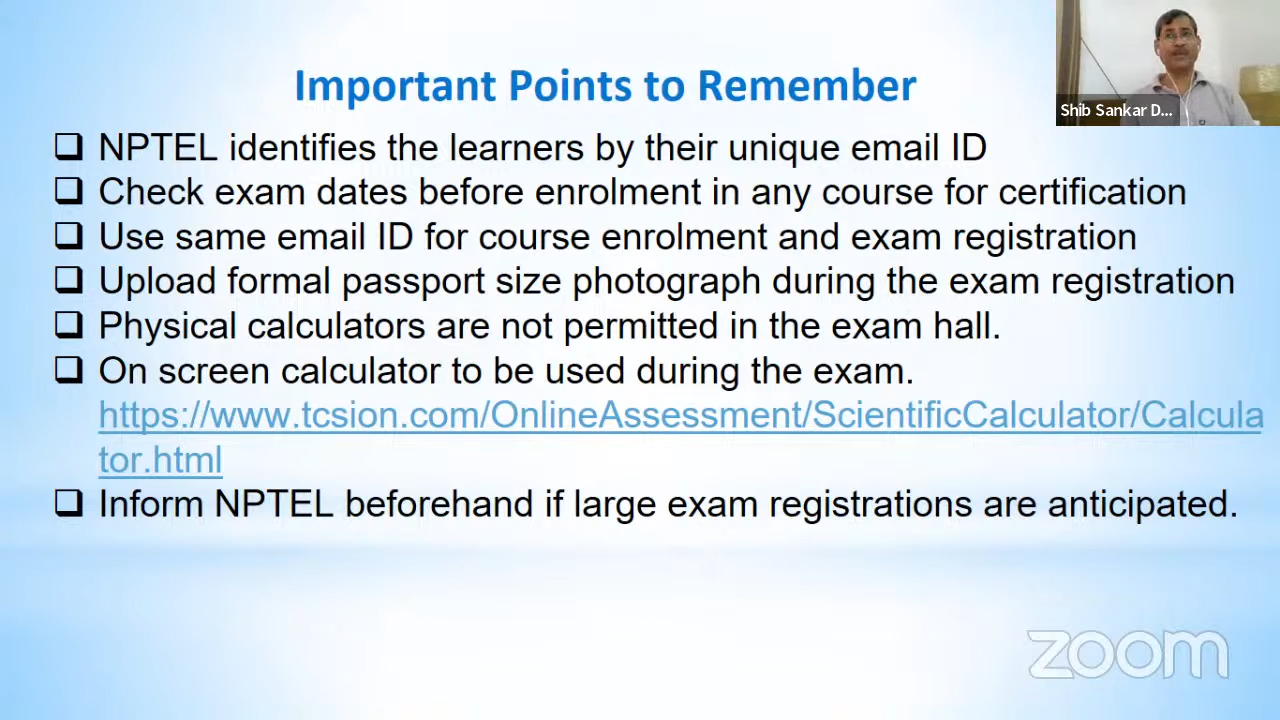 Important Points to Remember
Shib Sankar D...
NPTEL identifies the learners by their unique email ID
Check exam dates before enrolment in any course for certification
Use same email ID for course enrolment and exam registration
Upload formal passport size photograph during the exam registration
Physical calculators are not permitted in the exam hall.
On screen calculator to be used during the exam.
https://www.tcsion.com/OnlineAssessment/ScientificCalculator/Calcula
tor.html
Inform NPTEL beforehand if large exam registrations are anticipated.
zoom